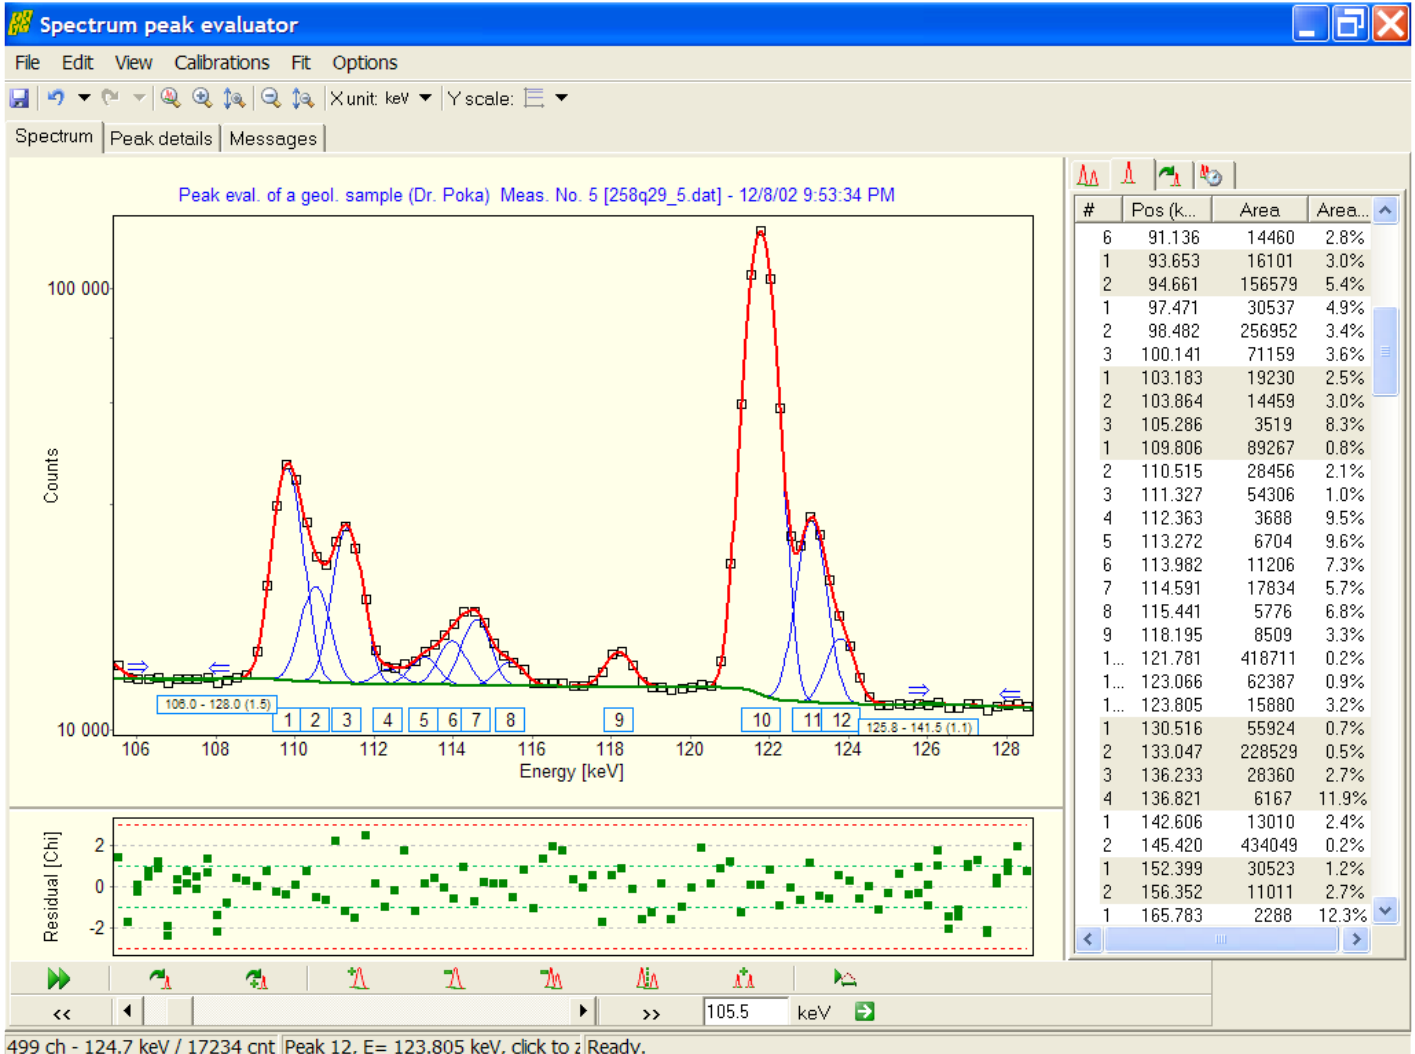 Spectrum peak evaluator
File Edit View Calibrations Fit Options
X unit: keV Y scale:
Spectrum Peak details Messages
Peak eval. of a geol. sample (Dr. Poka) Meas. No. 5 [258q29_5.dat] - 12/8/02 9:53:34 PM
100 000
Counts
10 000
106.0 - 128.0 (1.5)
1 2 3 4 5 6 7 8 9 10 11 12
125.8 - 141.5 (1.1)
106 108 110 112 114 116 118 120 122 124 126 128
Energy [keV]
Residual [Chi]
2
0
-2
# Pos (k... Area Area...
6 91.136 14460 2.8%
1 93.653 16101 3.0%
2 94.661 156579 5.4%
1 97.471 30537 4.9%
2 98.482 256952 3.4%
3 100.141 71159 3.6%
1 103.183 19230 2.5%
2 103.864 14459 3.0%
3 105.286 3519 8.3%
1 109.806 89267 0.8%
2 110.515 28456 2.1%
3 111.327 54306 1.0%
4 112.363 3688 9.5%
5 113.272 6704 9.6%
6 113.982 11206 7.3%
7 114.591 17834 5.7%
8 115.441 5776 6.8%
9 118.195 8509 3.3%
1... 121.781 418711 0.2%
1... 123.066 62387 0.9%
1... 123.805 15880 3.2%
1 130.516 55924 0.7%
2 133.047 228529 0.5%
3 136.233 28360 2.7%
4 136.821 6167 11.9%
1 142.606 13010 2.4%
2 145.420 434049 0.2%
1 152.399 30523 1.2%
2 156.352 11011 2.7%
1 165.783 2288 12.3%
<< >> 105.5 keV
499 ch - 124.7 keV / 17234 cnt Peak 12, E= 123.805 keV, click to z Ready.